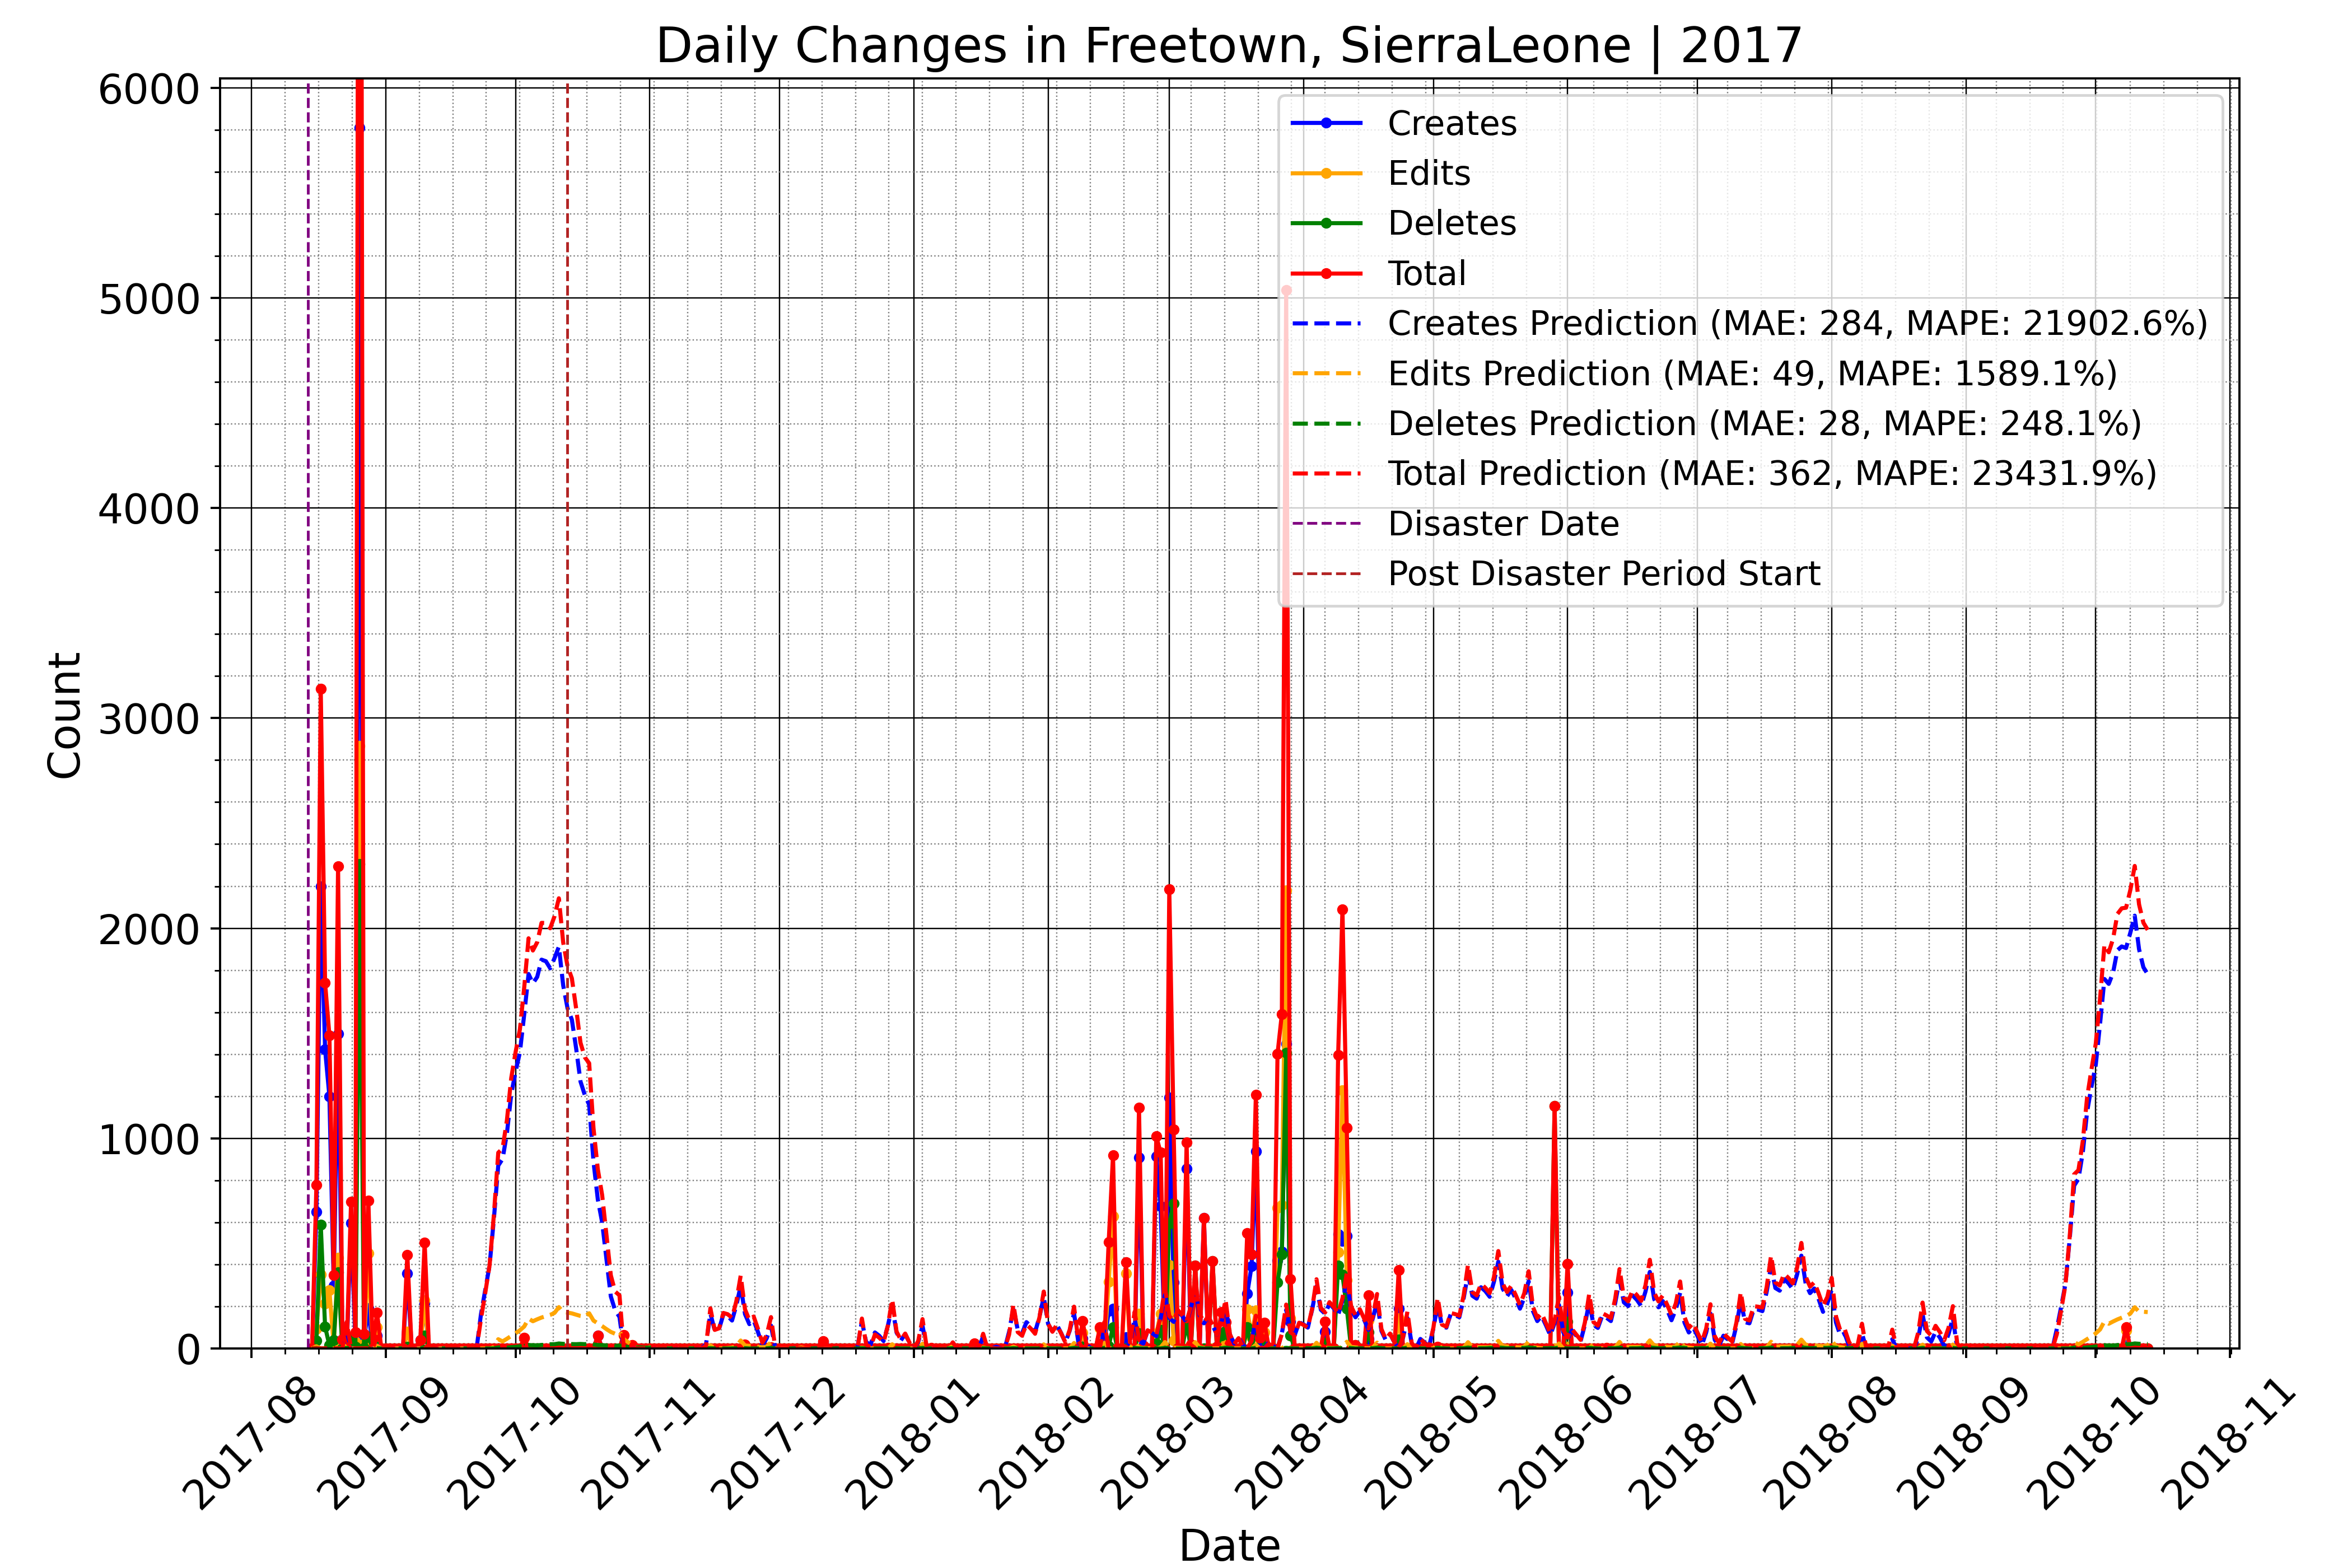 Daily Changes in Freetown, SierraLeone | 2017
6000
5000
4000
3000
2000
1000
0
Count
Creates
Edits
Deletes
Total
Creates Prediction (MAE: 284, MAPE: 21902.6%)
Edits Prediction (MAE: 49, MAPE: 1589.1%)
Deletes Prediction (MAE: 28, MAPE: 248.1%)
Total Prediction (MAE: 362, MAPE: 23431.9%)
Disaster Date
Post Disaster Period Start
2017-08
2017-09
2017-10
2017-11
2017-12
2018-01
2018-02
2018-03
2018-04
2018-05
2018-06
2018-07
2018-08
2018-09
2018-10
2018-11
Date